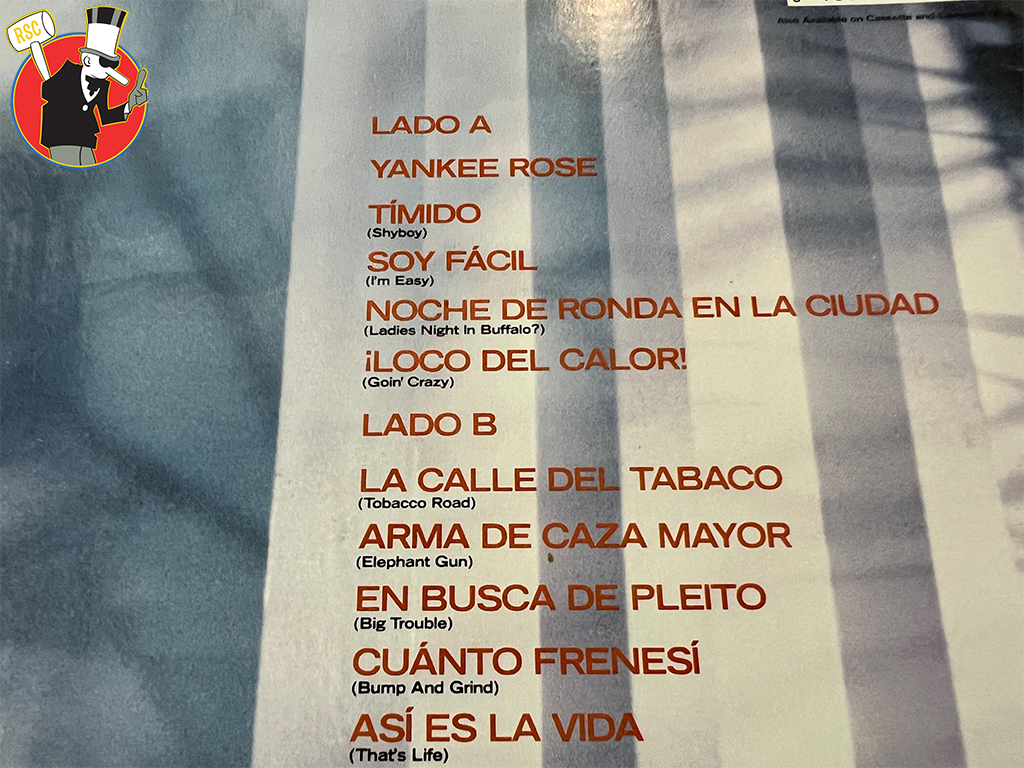 RSC
Also Available on Cassette and
LADO A
YANKEE ROSE
TÍMIDO
(Shyboy)
SOY FÁCIL
(I'm Easy)
NOCHE DE RONDA EN LA CIUDAD
(Ladies Night In Buffalo?)
¡LOCO DEL CALOR!
(Goin' Crazy)
LADO B
LA CALLE DEL TABACO
(Tobacco Road)
ARMA DE CAZA MAYOR
(Elephant Gun)
EN BUSCA DE PLEITO
(Big Trouble)
CUÁNTO FRENESÍ
(Bump And Grind)
ASÍ ES LA VIDA
(That's Life)